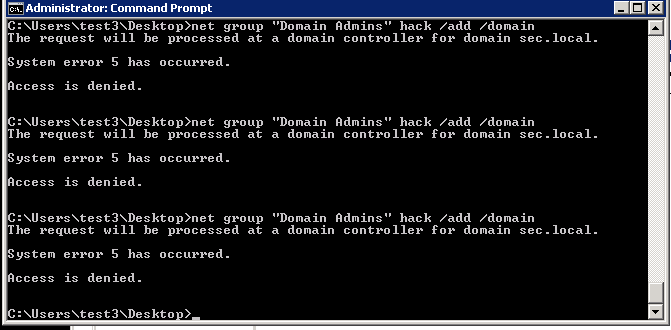 Administrator: Command Prompt
C:\Users\test3\Desktop>net group "Domain Admins" hack /add /domain
The request will be processed at a domain controller for domain sec.local.
System error 5 has occurred.
Access is denied.
C:\Users\test3\Desktop>net group "Domain Admins" hack /add /domain
The request will be processed at a domain controller for domain sec.local.
System error 5 has occurred.
Access is denied.
C:\Users\test3\Desktop>net group "Domain Admins" hack /add /domain
The request will be processed at a domain controller for domain sec.local.
System error 5 has occurred.
Access is denied.
C:\Users\test3\Desktop>_